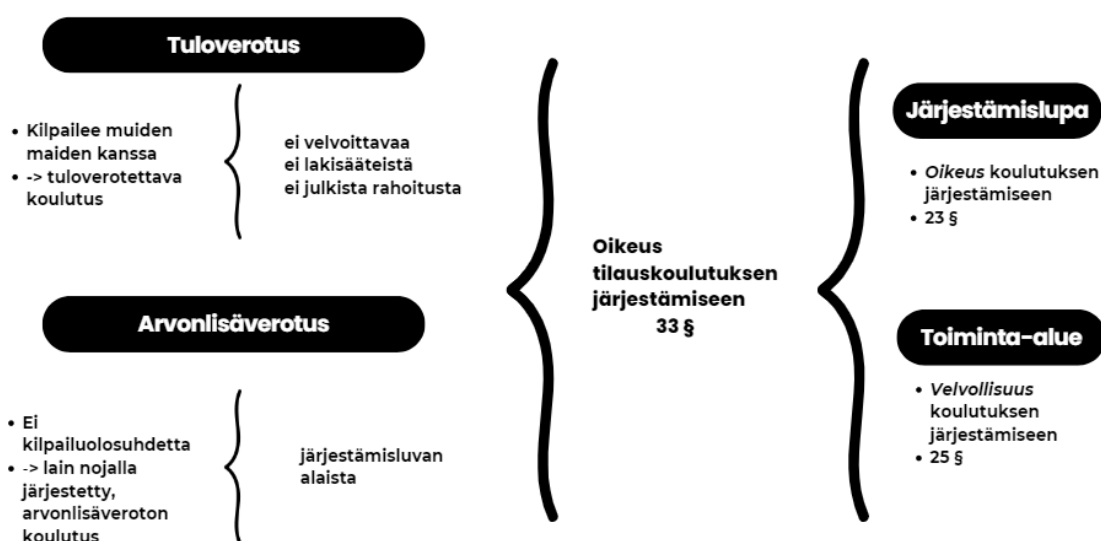 Tuloverotus
• Kilpailee muiden
maiden kanssa
• -> tuloverotettava
koulutus
ei velvoittavaa
ei lakisääteistä
ei julkista rahoitusta
Arvonlisäverotus
• Ei
kilpailuolosuhdetta
• -> lain nojalla
järjestetty,
arvonlisäveroton
koulutus
järjestämisluvan
alaista
Oikeus
tilauskoulutuksen
järjestämiseen
33 §
Järjestämislupa
• Oikeus koulutuksen
järjestämiseen
• 23 §
Toiminta-alue
• Velvollisuus
koulutuksen
järjestämiseen
• 25 §